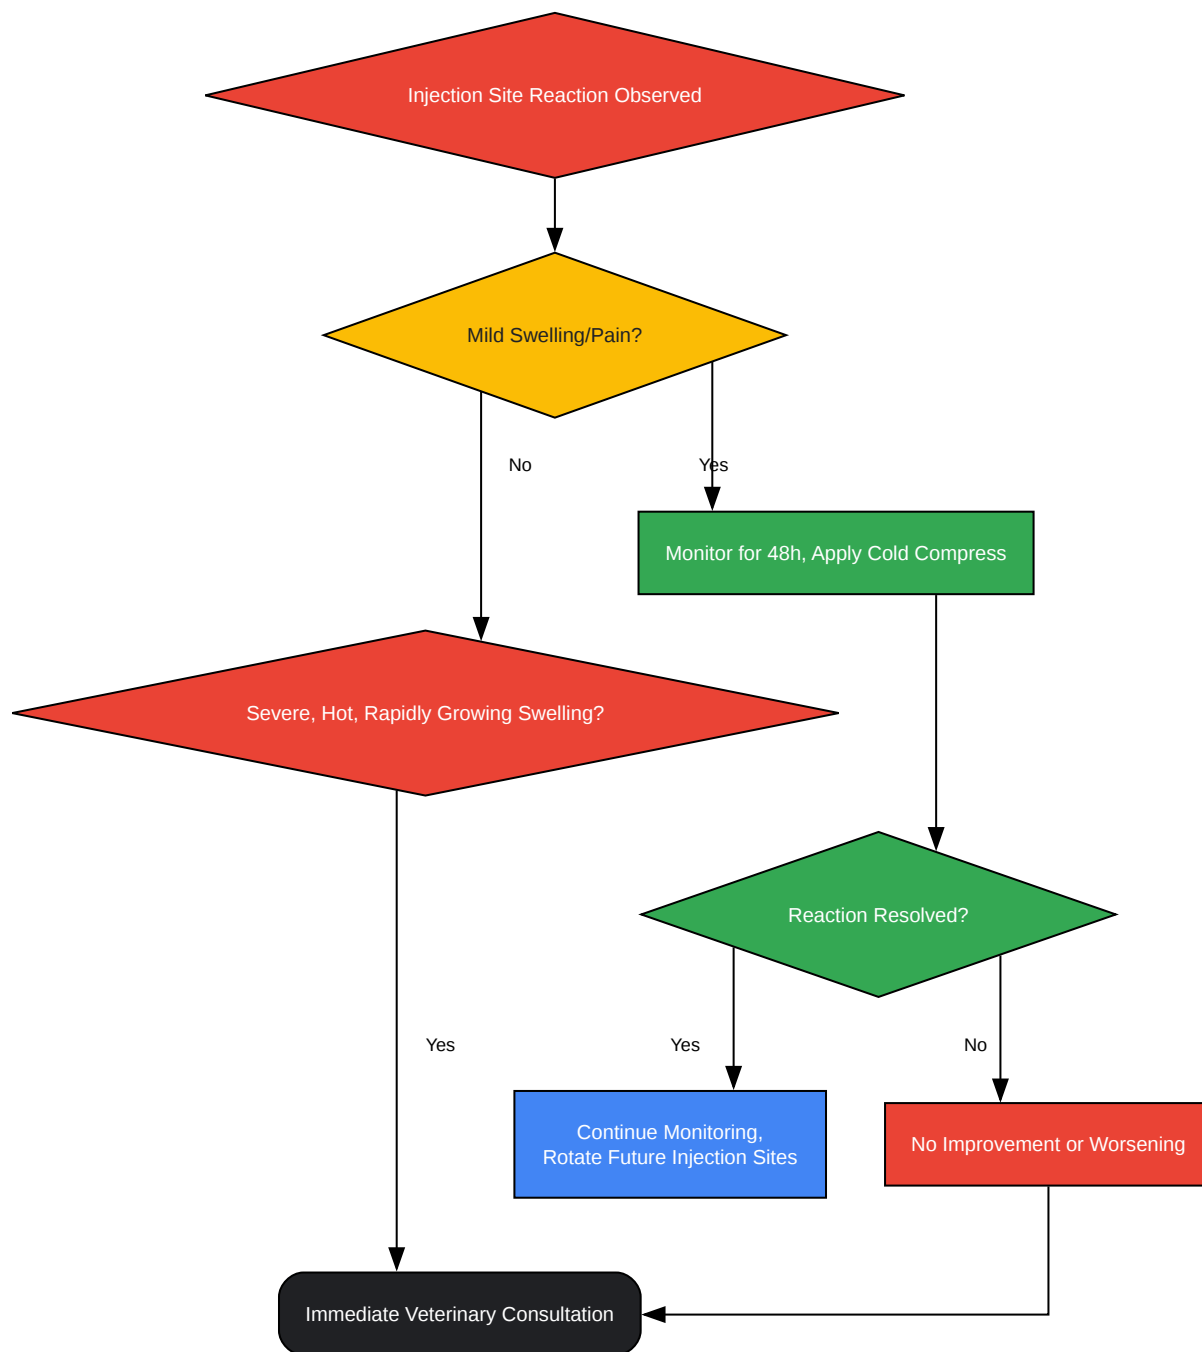 Injection Site Reaction Observed
Mild Swelling/Pain?
No
Yes
Monitor for 48h, Apply Cold Compress
Severe, Hot, Rapidly Growing Swelling?
Reaction Resolved?
Yes
Yes
No
Continue Monitoring,
Rotate Future Injection Sites
No Improvement or Worsening
Immediate Veterinary Consultation